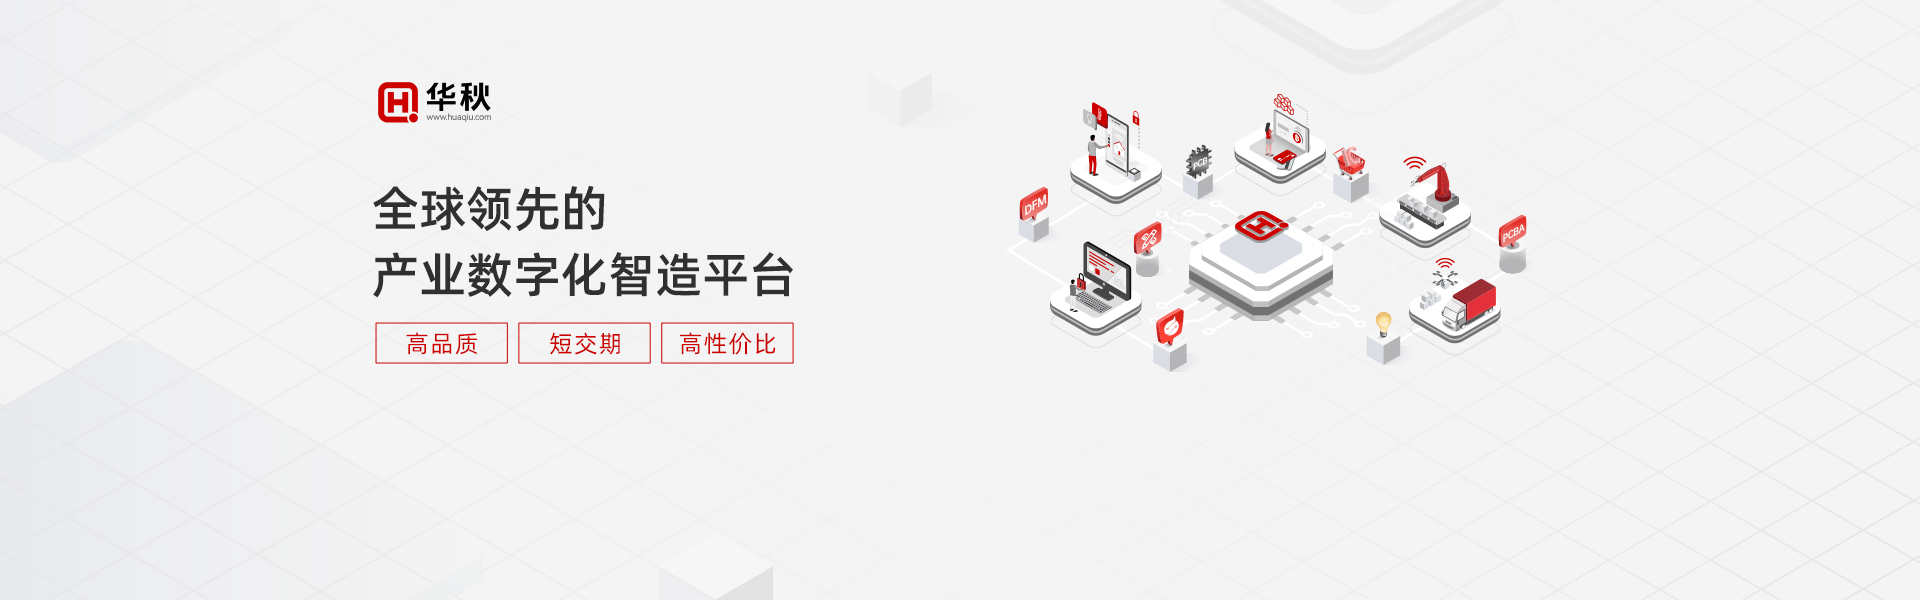 华秋
www.huaqiu.com
全球领先的
产业数字化智造平台
高品质 短交期 高性价比
PCB
DFM
PCBA